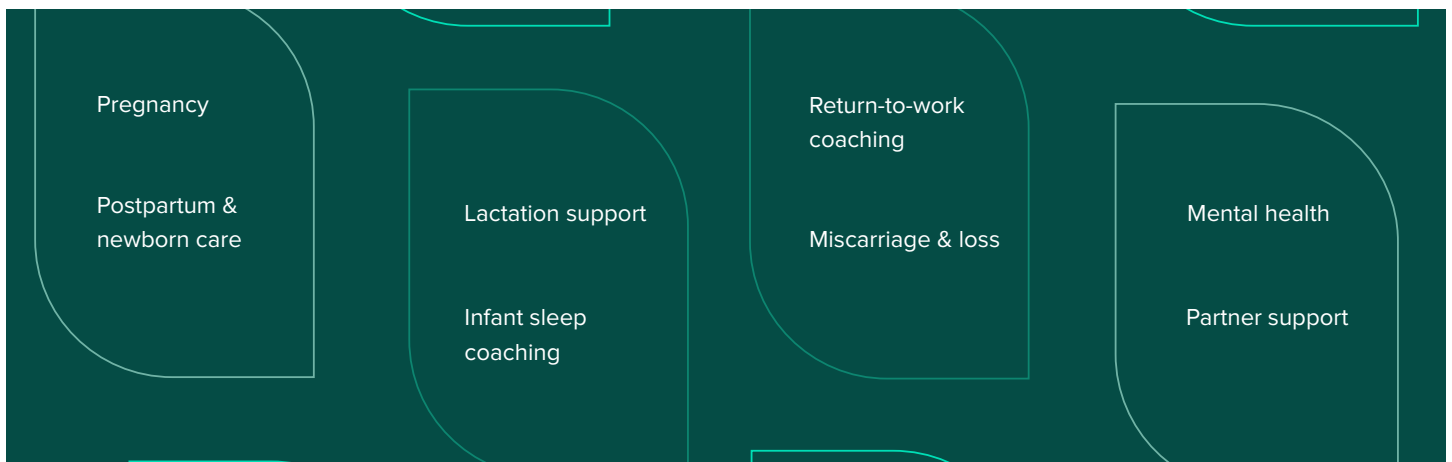 Pregnancy
Postpartum &
newborn care
Lactation support
Infant sleep
coaching
Return-to-work
coaching
Miscarriage & loss
Mental health
Partner support